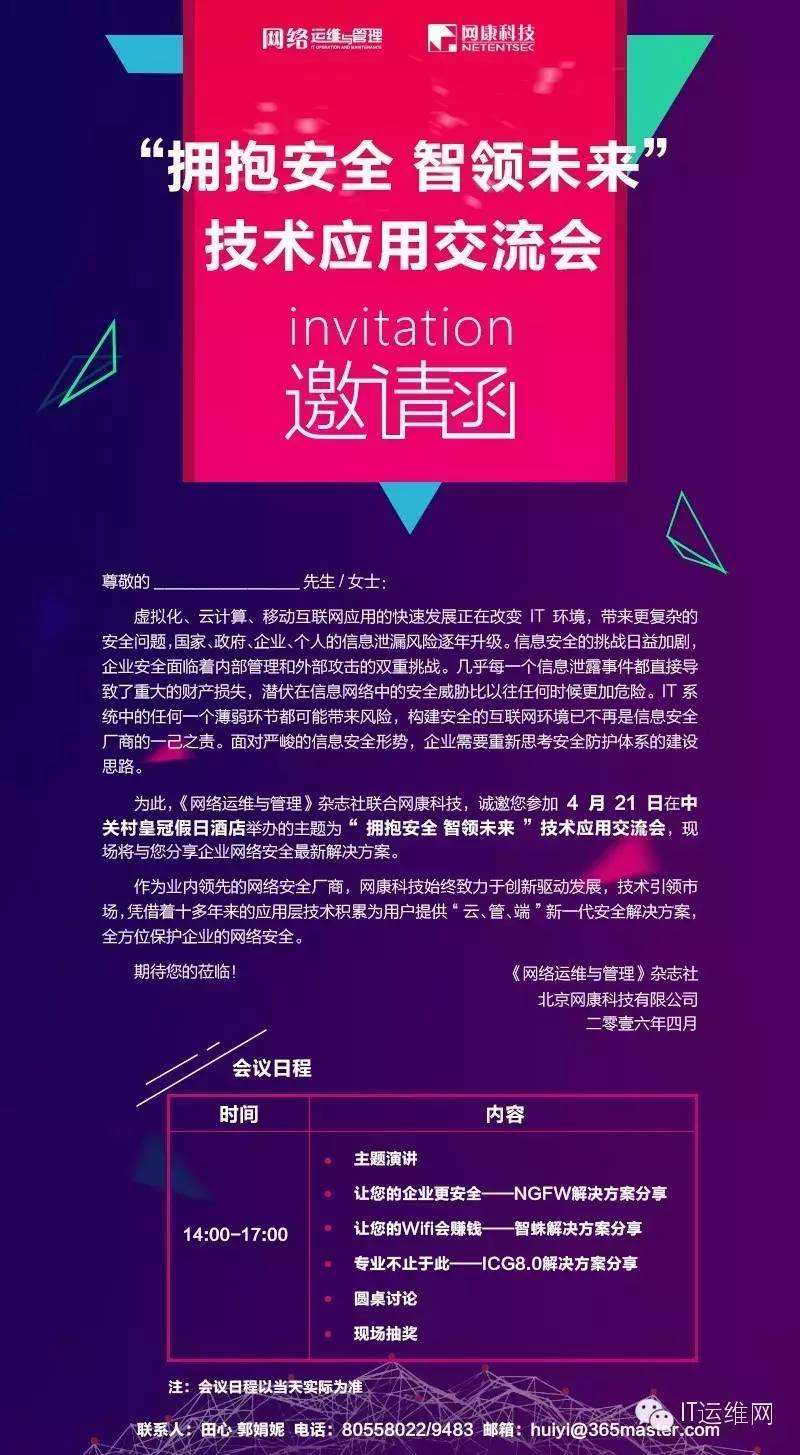 网络运维与管理
IT OPERATION AND MAINTENANCE
网康科技
NETENTSEC
“拥抱安全 智领未来”
技术应用交流会
invitation
邀请函
尊敬的 ________________ 先生 / 女士：
虚拟化、云计算、移动互联网应用的快速发展正在改变 IT 环境，带来更复杂的
安全问题，国家、政府、企业、个人的信息泄漏风险逐年升级。信息安全的挑战日益加剧，
企业安全面临着内部管理和外部攻击的双重挑战。几乎每一个信息泄露事件都直接导
致了重大的财产损失，潜伏在信息网络中的安全威胁比以往任何时候更加危险。IT 系
统中的任何一个薄弱环节都可能带来风险，构建安全的互联网环境已不再是信息安全
厂商的一己之责。面对严峻的信息安全形势，企业需要重新思考安全防护体系的建设
思路。
为此，《网络运维与管理》杂志社联合网康科技，诚邀您参加 4 月 21 日在中
关村皇冠假日酒店举办的主题为 “ 拥抱安全 智领未来 ” 技术应用交流会，现
场将与您分享企业网络安全最新解决方案。
作为业内领先的网络安全厂商，网康科技始终致力于创新驱动发展，技术引领市
场，凭借着十多年来的应用层技术积累为用户提供 “ 云、管、端 ” 新一代安全解决方案，
全方位保护企业的网络安全。
期待您的莅临！
《网络运维与管理》杂志社
北京网康科技有限公司
二零壹六年四月
会议日程
时间 内容
14:00-17:00
• 主题演讲
• 让您的企业更安全——NGFW解决方案分享
• 让您的Wifi会赚钱——智蛛解决方案分享
• 专业不止于此——ICG8.0解决方案分享
• 圆桌讨论
• 现场抽奖
注：会议日程以当天实际为准
联系人：田心 郭娟妮 电话：80558022/9483 邮箱：huiyi@365master.com
IT运维网